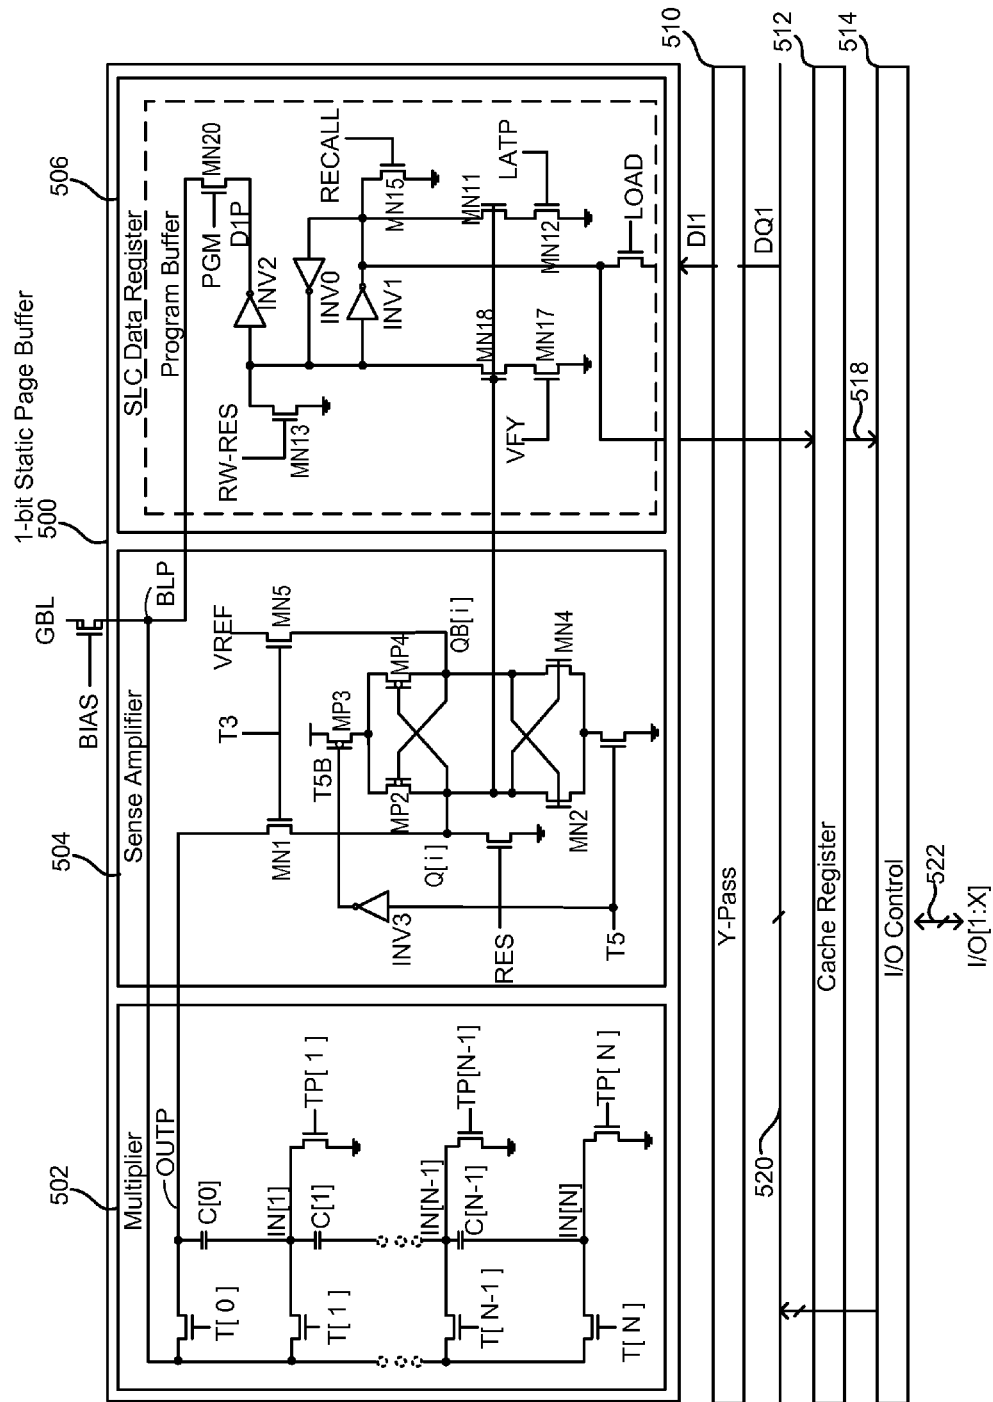 1-bit Static Page Buffer
500
506
SLC Data Register
Program Buffer
PGM
MN20
D1P
INV2
RECALL
MN15
INV0
INV1
LATP
MN11
MN12
LOAD
RW-RES
MN13
MN18
MN17
VFY
DI1
DQ1
510
512
514
518
GBL
BIAS
BLP
504
Sense Amplifier
VREF
MN5
T3
MN1
T5B
MP3
MP4
MP2
QB[ i ]
Q[ i ]
MN4
MN2
INV3
RES
T5
502
Multiplier
OUTP
C[0]
T[ 0 ]
IN[1]
TP[ 1 ]
C[1]
T[ 1 ]
IN[N-1]
TP[N-1]
C[N-1]
T[ N-1 ]
IN[N]
TP[ N ]
T[ N ]
Y-Pass
520
Cache Register
I/O Control
522
I/O[1:X]